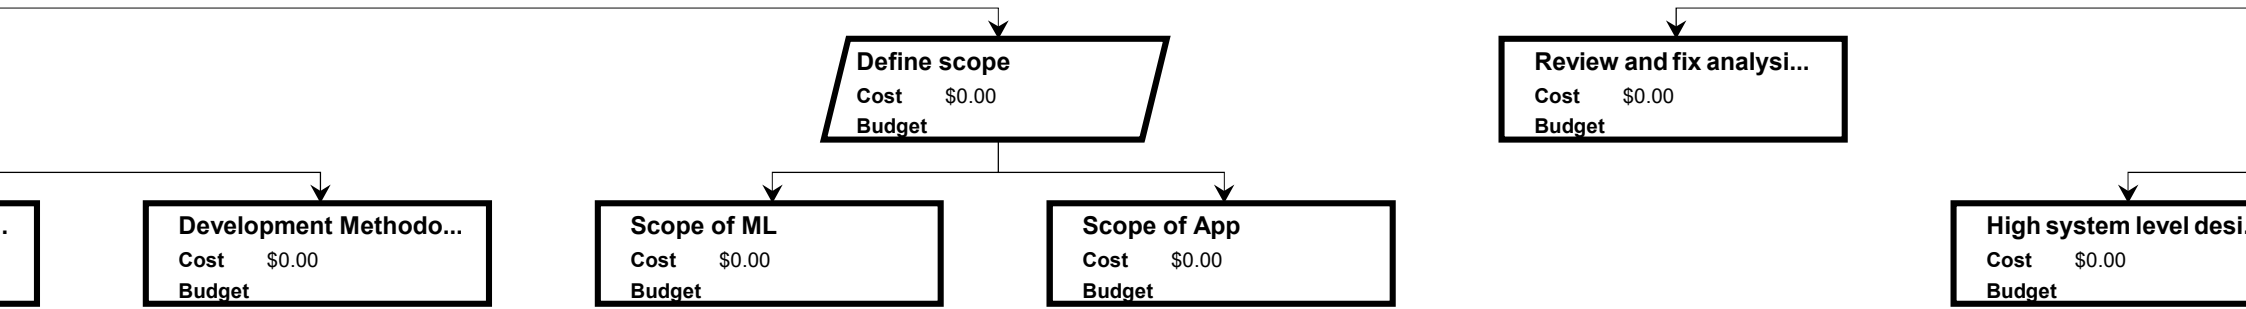 Define scope
Cost $0.00
Budget
Review and fix analysi...
Cost $0.00
Budget
.
Development Methodo...
Cost $0.00
Budget
Scope of ML
Cost $0.00
Budget
Scope of App
Cost $0.00
Budget
High system level desi.
Cost $0.00
Budget